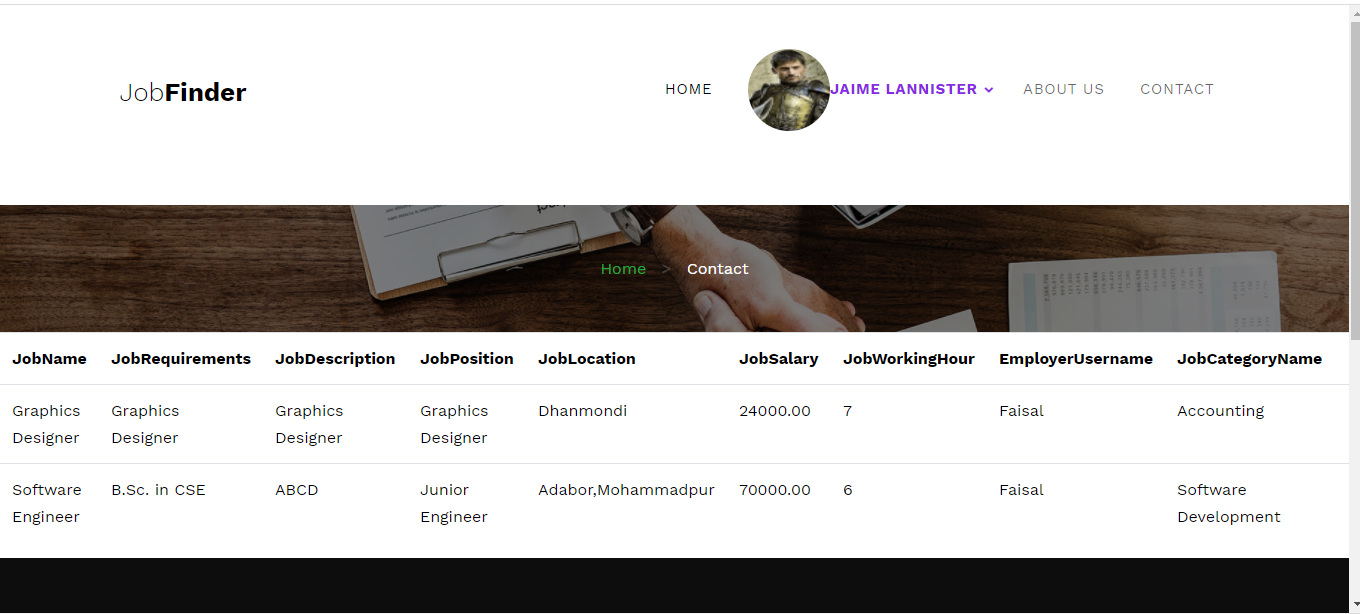 JobFinder
HOME
JAIME LANNISTER
ABOUT US
CONTACT
Home > Contact
JobName JobRequirements JobDescription JobPosition JobLocation JobSalary JobWorkingHour EmployerUsername JobCategoryName
Graphics Graphics Graphics Graphics Dhanmondi 24000.00 7 Faisal Accounting
Designer Designer Designer Designer
Software B.Sc. in CSE ABCD Junior Adabor,Mohammadpur 70000.00 6 Faisal Software
Engineer Engineer Development